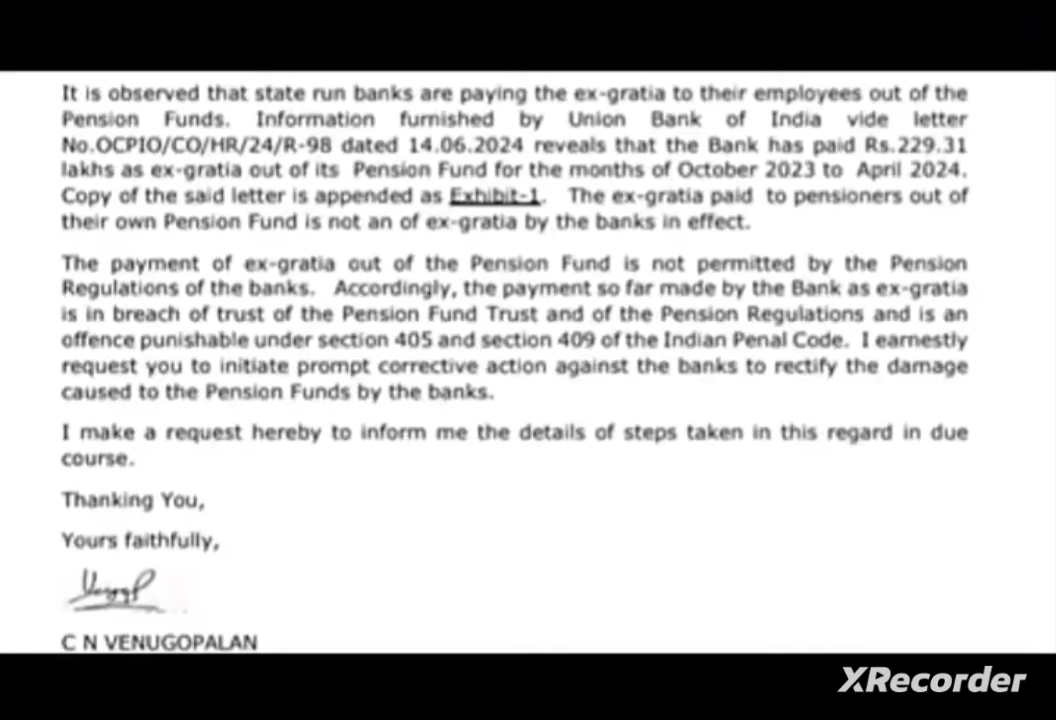 It is observed that state run banks are paying the ex-gratia to their employees out of the
Pension Funds. Information furnished by Union Bank of India vide letter
No.OCPIO/CO/HR/24/R-98 dated 14.06.2024 reveals that the Bank has paid Rs.229.31
lakhs as ex-gratia out of its Pension Fund for the months of October 2023 to April 2024.
Copy of the said letter is appended as Exhibit-1. The ex-gratia paid to pensioners out of
their own Pension Fund is not an of ex-gratia by the banks in effect.
The payment of ex-gratia out of the Pension Fund is not permitted by the Pension
Regulations of the banks. Accordingly, the payment so far made by the Bank as ex-gratia
is in breach of trust of the Pension Fund Trust and of the Pension Regulations and is an
offence punishable under section 405 and section 409 of the Indian Penal Code. I earnestly
request you to initiate prompt corrective action against the banks to rectify the damage
caused to the Pension Funds by the banks.
I make a request hereby to inform me the details of steps taken in this regard in due
course.
Thanking You,
Yours faithfully,
C N VENUGOPALAN
XRecorder